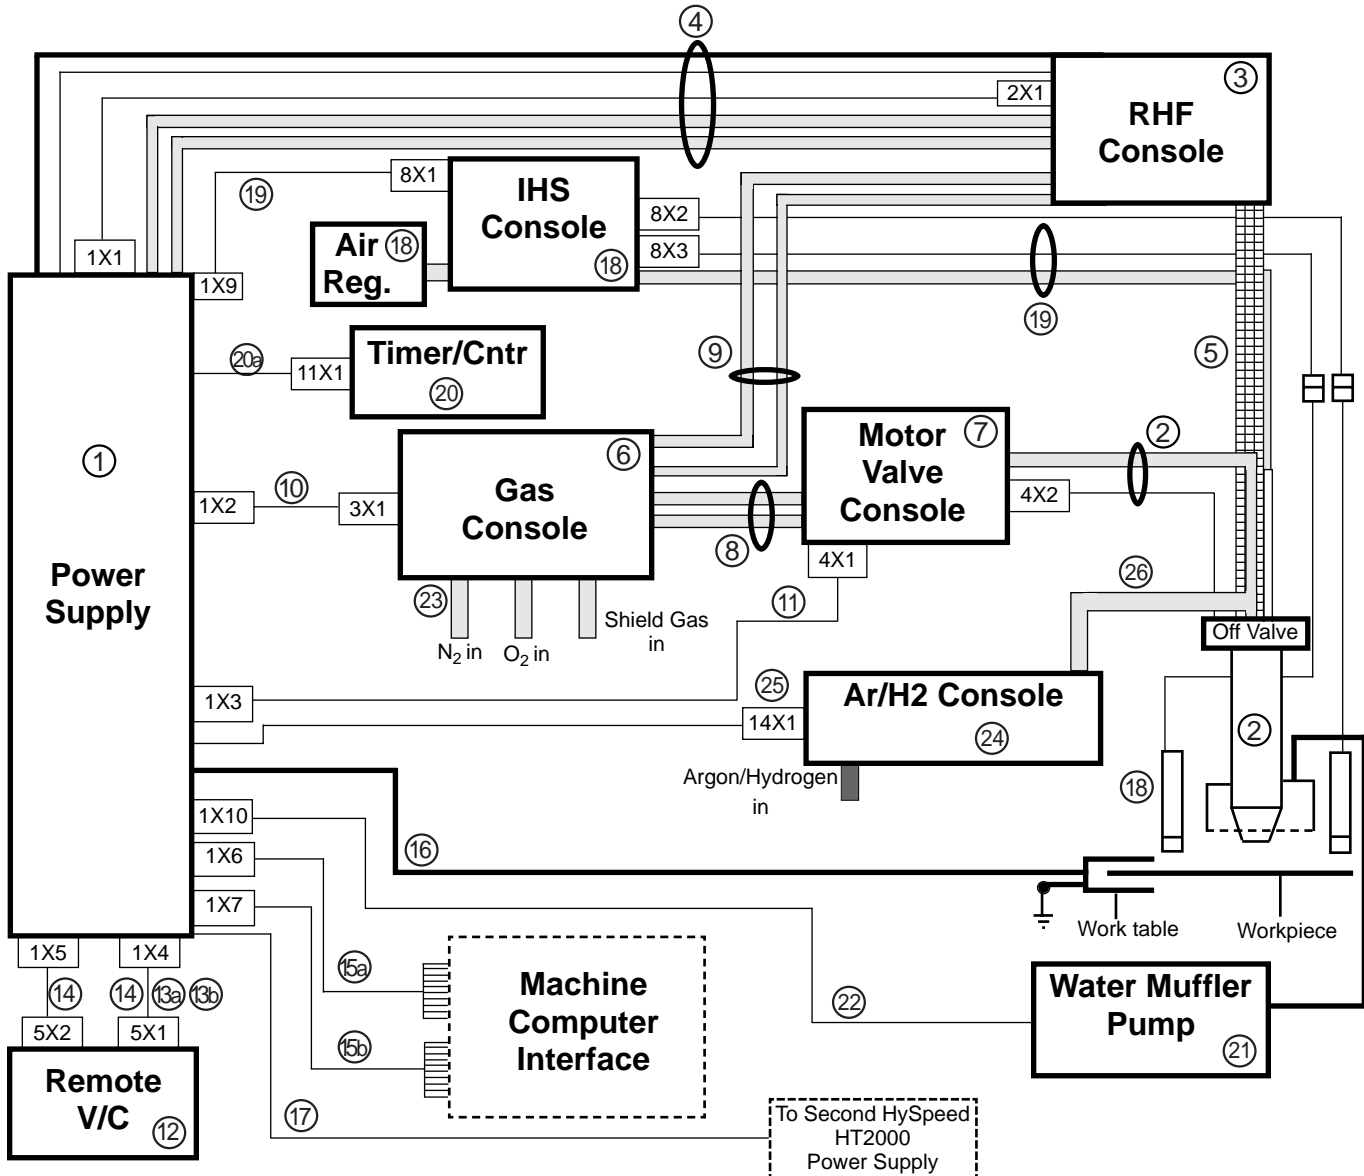 4
3
2X1
RHF
Console
8X1
19
IHS
Console
18
8X2
8X3
Air
Reg.
18
1X1
1X9
19
9
5
20a
11X1
Timer/Cntr
20
1
6
Gas
Console
7
Motor
Valve
Console
2
4X2
1X2
10
3X1
8
4X1
Power
Supply
23
N2 in
O2 in
Shield Gas
in
11
26
Off Valve
1X3
25
14X1
Ar/H2 Console
24
Argon/Hydrogen
in
2
18
1X10
1X6
1X7
16
Work table
Workpiece
1X5
1X4
14
14
13a
13b
15a
15b
Machine
Computer
Interface
22
Water Muffler
Pump
21
5X2
5X1
Remote
V/C
12
17
To Second HySpeed
HT2000
Power Supply